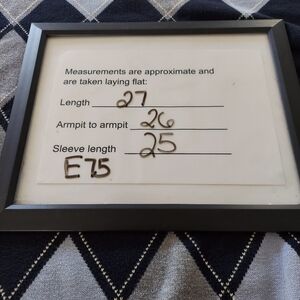 Measurements are approximate and
are taken laying flat:
Length 27
Armpit to armpit 26
Sleeve length 25
E75